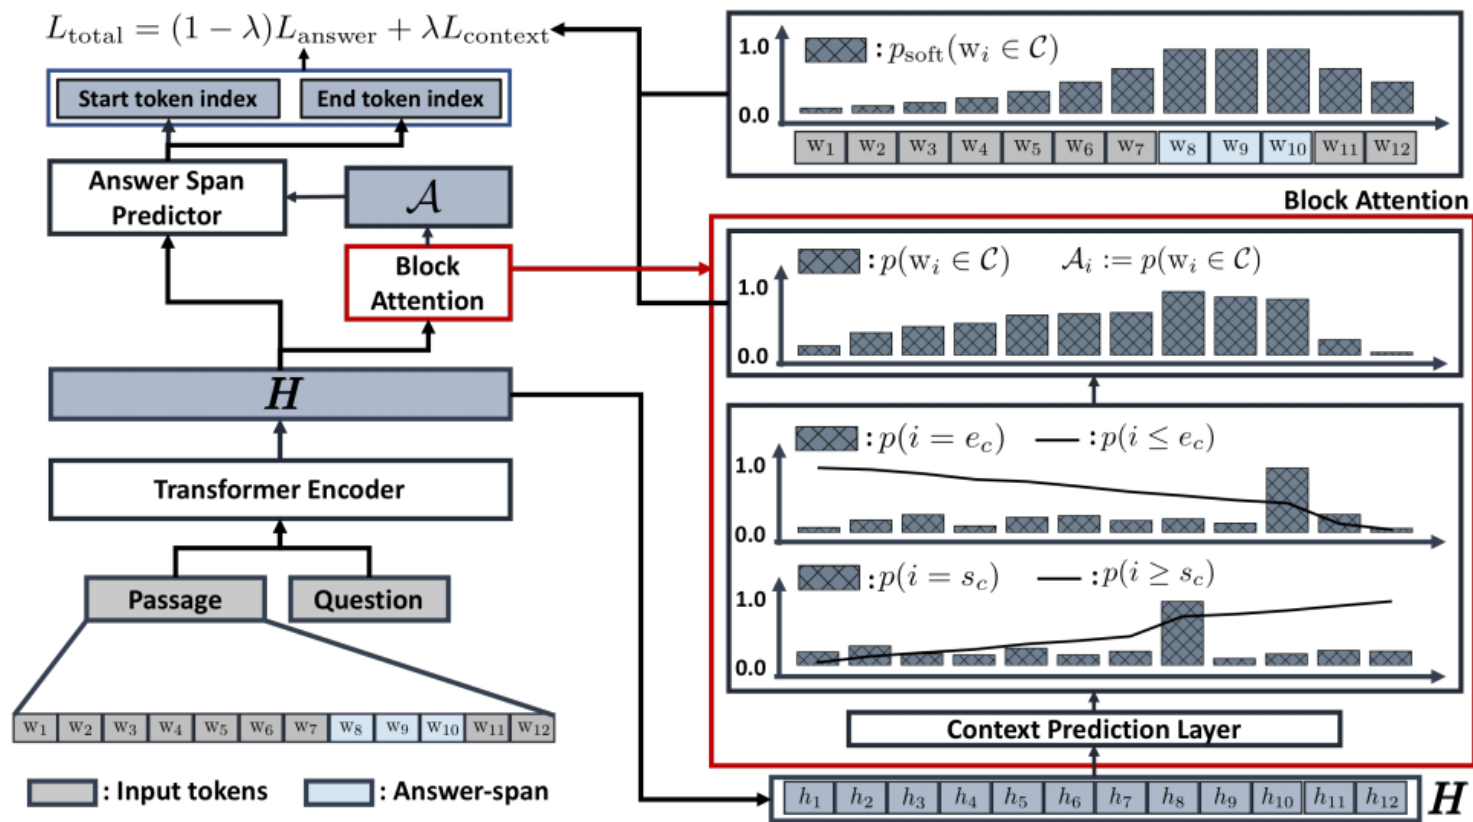 L_total = (1 − λ)L_answer + λL_context
Start token index
End token index
Answer Span
Predictor
𝒜
Block
Attention
H
Transformer Encoder
Passage
Question
w₁ w₂ w₃ w₄ w₅ w₆ w₇ w₈ w₉ w₁₀ w₁₁ w₁₂
: Input tokens
: Answer-span
1.0
: p_soft(w_i ∈ 𝒞)
0.0
w₁ w₂ w₃ w₄ w₅ w₆ w₇ w₈ w₉ w₁₀ w₁₁ w₁₂
Block Attention
: p(w_i ∈ 𝒞) 𝒜_i := p(w_i ∈ 𝒞)
1.0
0.0
: p(i = e_c) : p(i ≤ e_c)
1.0
0.0
: p(i = s_c) : p(i ≥ s_c)
1.0
0.0
Context Prediction Layer
h₁ h₂ h₃ h₄ h₅ h₆ h₇ h₈ h₉ h₁₀ h₁₁ h₁₂
H